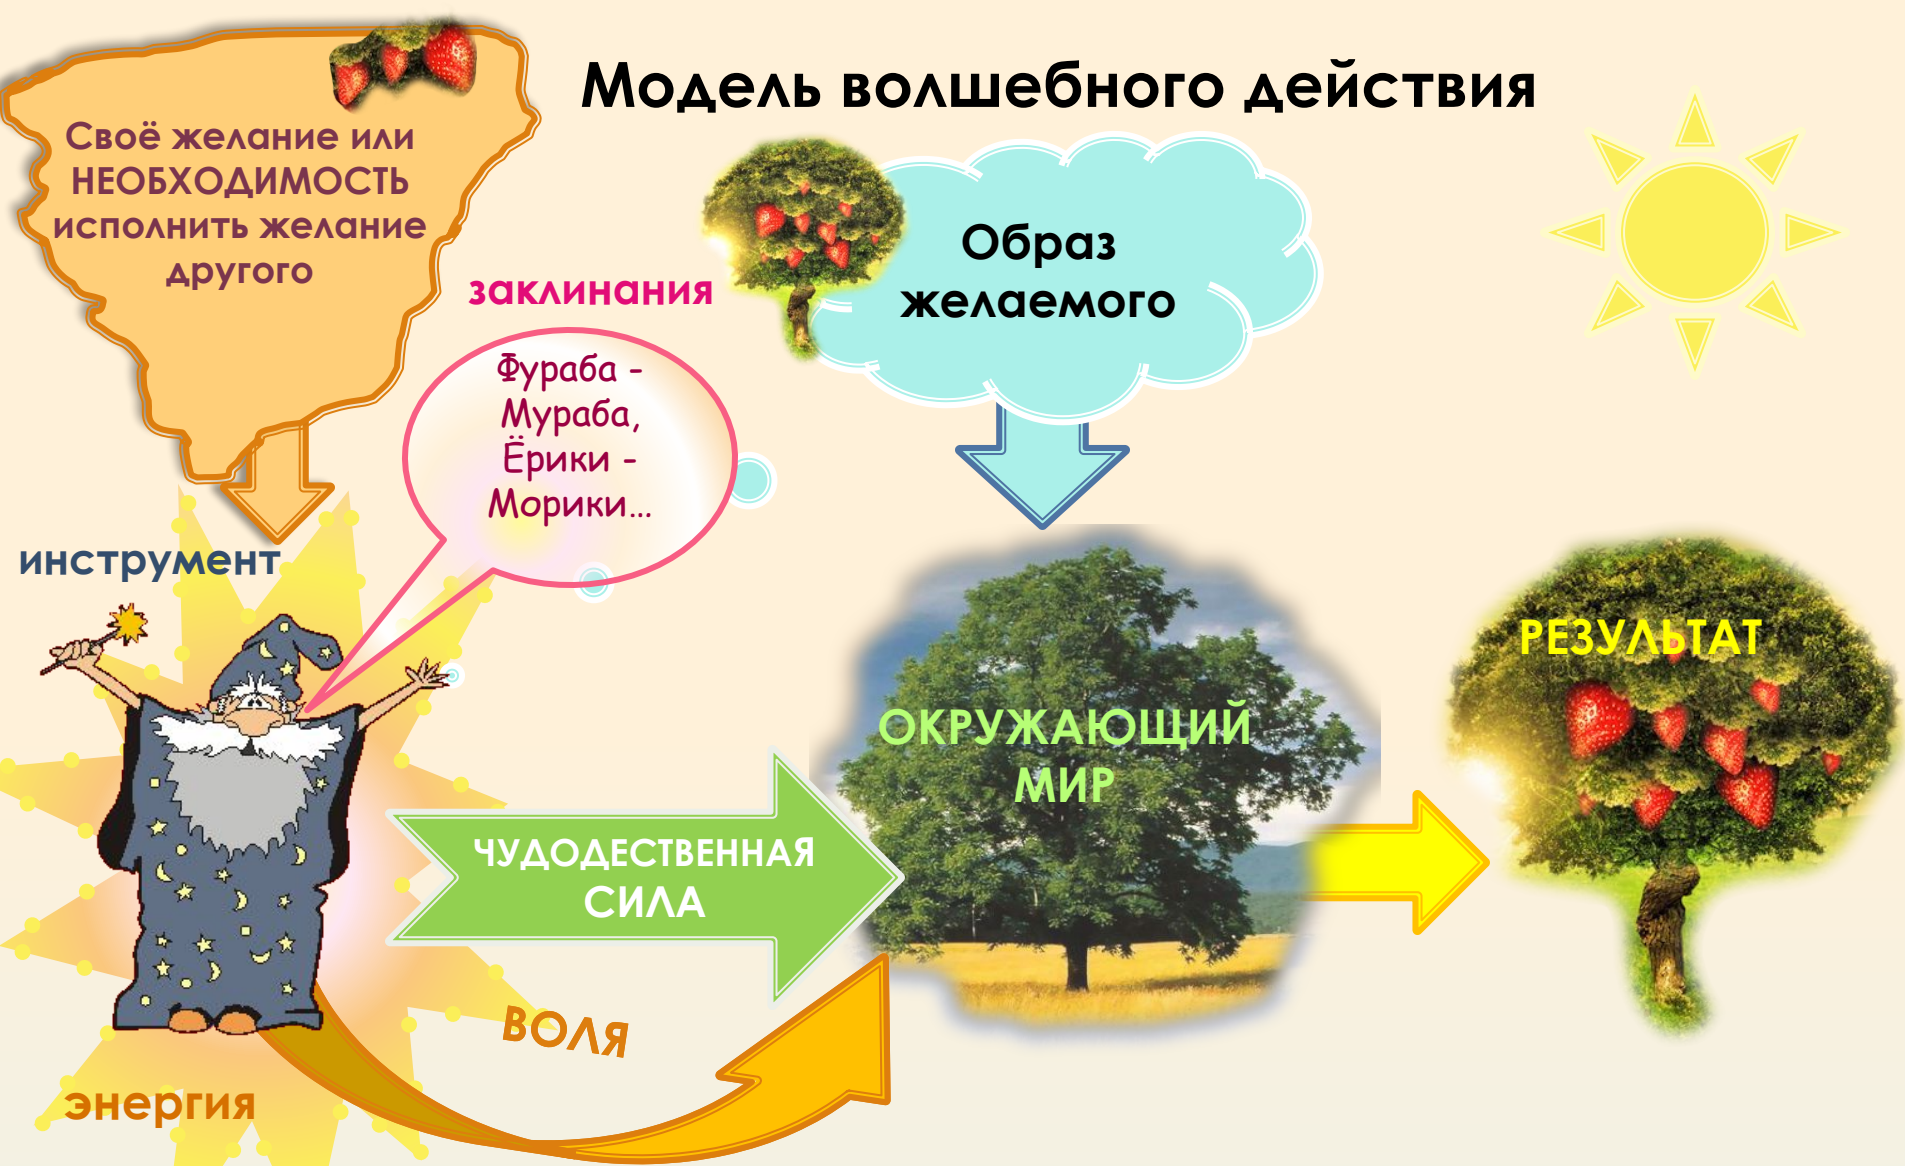 Модель волшебного действия
Своё желание или
НЕОБХОДИМОСТЬ
исполнить желание
другого
заклинания
Фураба -
Мураба,
Ёрики -
Морики...
Образ
желаемого
инструмент
ОКРУЖАЮЩИЙ
МИР
РЕЗУЛЬТАТ
ЧУДОДЕСТВЕННАЯ
СИЛА
ВОЛЯ
энергия